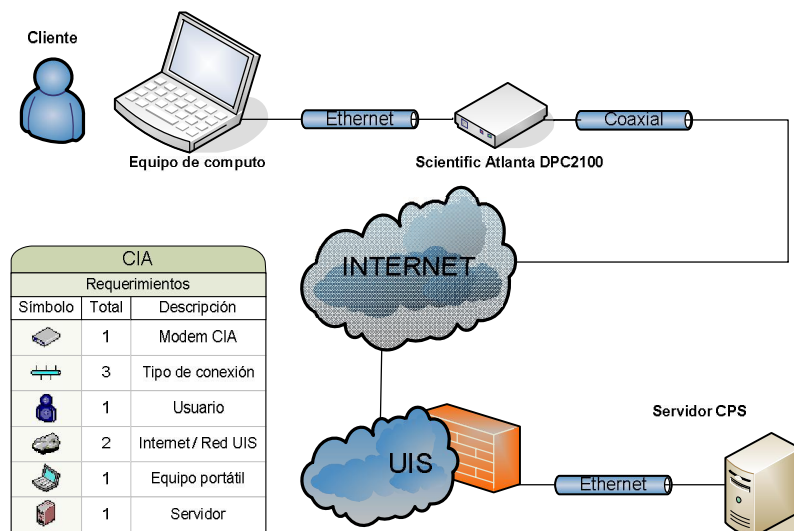 Cliente
Ethernet
Coaxial
Equipo de computo
Scientific Atlanta DPC2100
INTERNET
CIA
Requerimientos
Símbolo Total Descripción
1 Modem CIA
3 Tipo de conexión
1 Usuario
2 Internet / Red UIS
1 Equipo portátil
1 Servidor
UIS
Servidor CPS
Ethernet